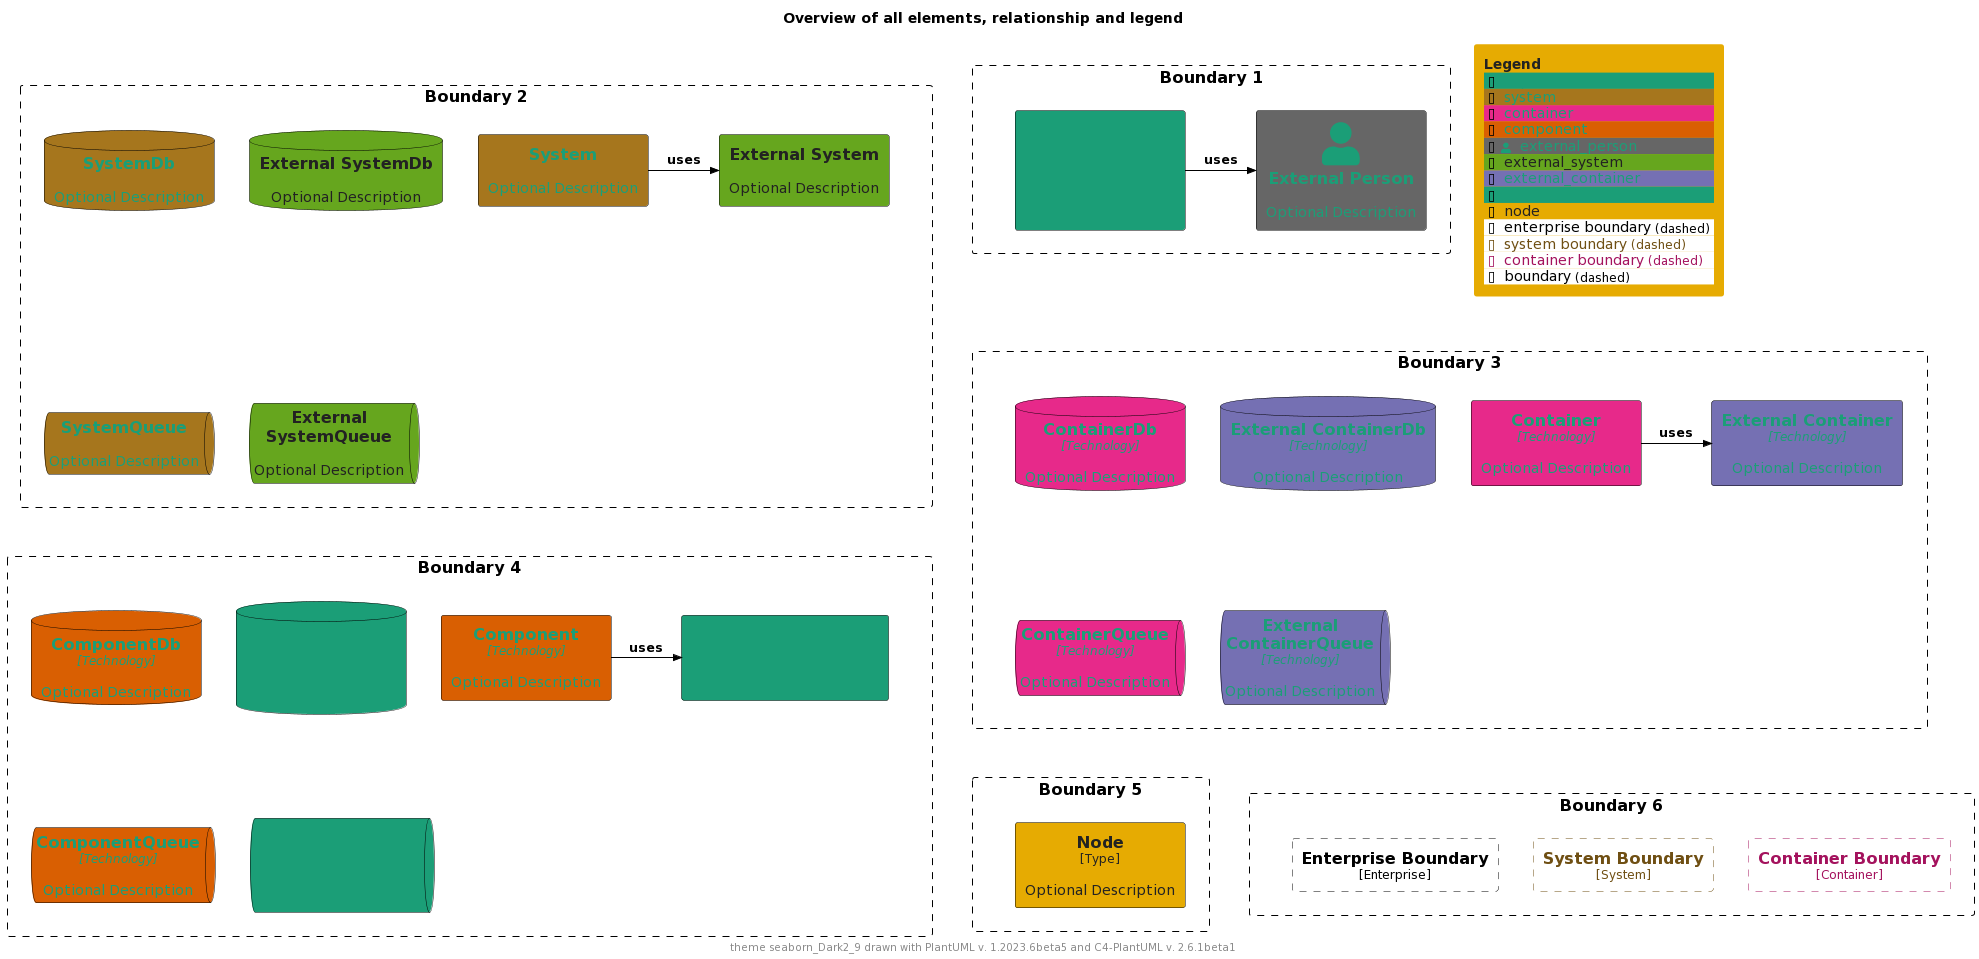 Overview of all elements, relationship and legend
Boundary 2
SystemDb
Optional Description
External SystemDb
Optional Description
System
Optional Description
uses
External System
Optional Description
SystemQueue
Optional Description
External
SystemQueue
Optional Description
Boundary 1
uses
External Person
Optional Description
Legend
system
container
component
external_person
external_system
external_container
node
enterprise boundary (dashed)
system boundary (dashed)
container boundary (dashed)
boundary (dashed)
Boundary 3
ContainerDb
[Technology]
Optional Description
External ContainerDb
[Technology]
Optional Description
Container
[Technology]
Optional Description
uses
External Container
[Technology]
Optional Description
ContainerQueue
[Technology]
Optional Description
External
ContainerQueue
[Technology]
Optional Description
Boundary 4
ComponentDb
[Technology]
Optional Description
Component
[Technology]
Optional Description
uses
ComponentQueue
[Technology]
Optional Description
Boundary 5
Node
[Type]
Optional Description
Boundary 6
Enterprise Boundary
[Enterprise]
System Boundary
[System]
Container Boundary
[Container]
theme seaborn_Dark2_9 drawn with PlantUML v. 1.2023.6beta5 and C4-PlantUML v. 2.6.1beta1